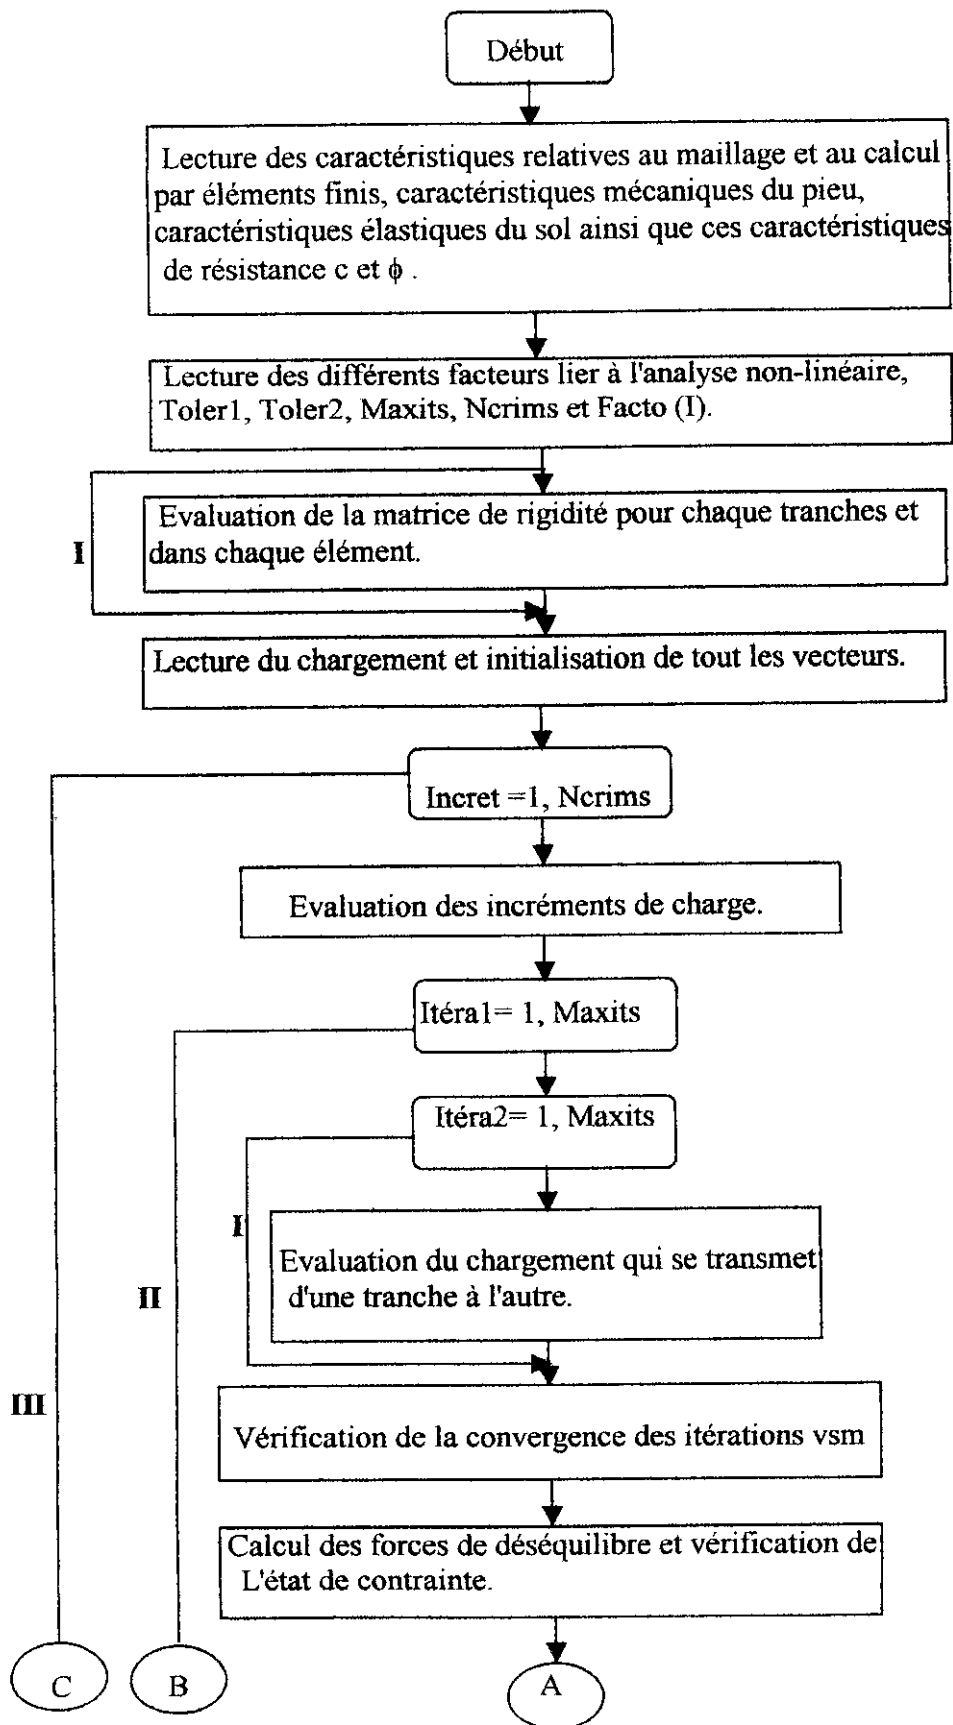 Début
Lecture des caractéristiques relatives au maillage et au calcul
par éléments finis, caractéristiques mécaniques du pieu,
caractéristiques élastiques du sol ainsi que ces caractéristiques
de résistance c et ϕ .
Lecture des différents facteurs lier à l'analyse non-linéaire,
Toler1, Toler2, Maxits, Ncrims et Facto (I).
Evaluation de la matrice de rigidité pour chaque tranches et
I
dans chaque élément.
Lecture du chargement et initialisation de tout les vecteurs.
Incret =1, Ncrims
Evaluation des incréments de charge.
Itéra1= 1, Maxits
Itéra2= 1, Maxits
I
Evaluation du chargement qui se transmet
d'une tranche à l'autre.
II
III
Vérification de la convergence des itérations vsm
Calcul des forces de déséquilibre et vérification de
L'état de contrainte.
C
B
A